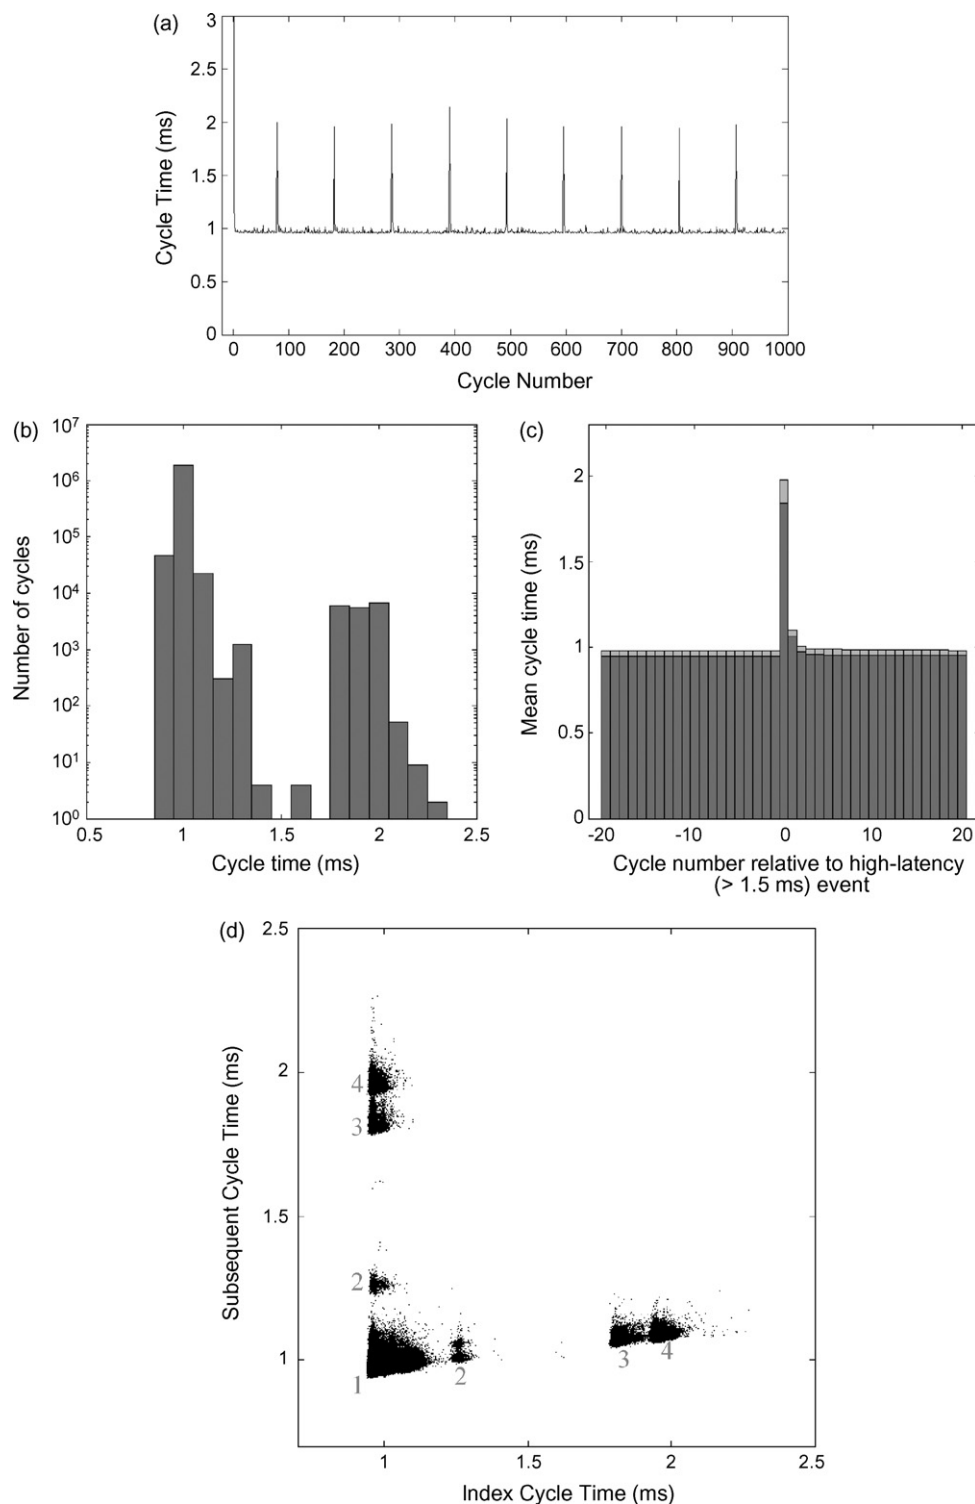 (a)
3
2.5
2
1.5
1
0.5
0
Cycle Time (ms)
0 100 200 300 400 500 600 700 800 900 1000
Cycle Number
(b)
10^7
10^6
10^5
10^4
10^3
10^2
10^1
10^0
Number of cycles
0.5 1 1.5 2 2.5
Cycle time (ms)
(c)
2
1.5
1
0.5
0
Mean cycle time (ms)
-20 -10 0 10 20
Cycle number relative to high-latency
(> 1.5 ms) event
(d)
2.5
2
1.5
1
Subsequent Cycle Time (ms)
4
3
2
1
2
3
4
1 1.5 2 2.5
Index Cycle Time (ms)